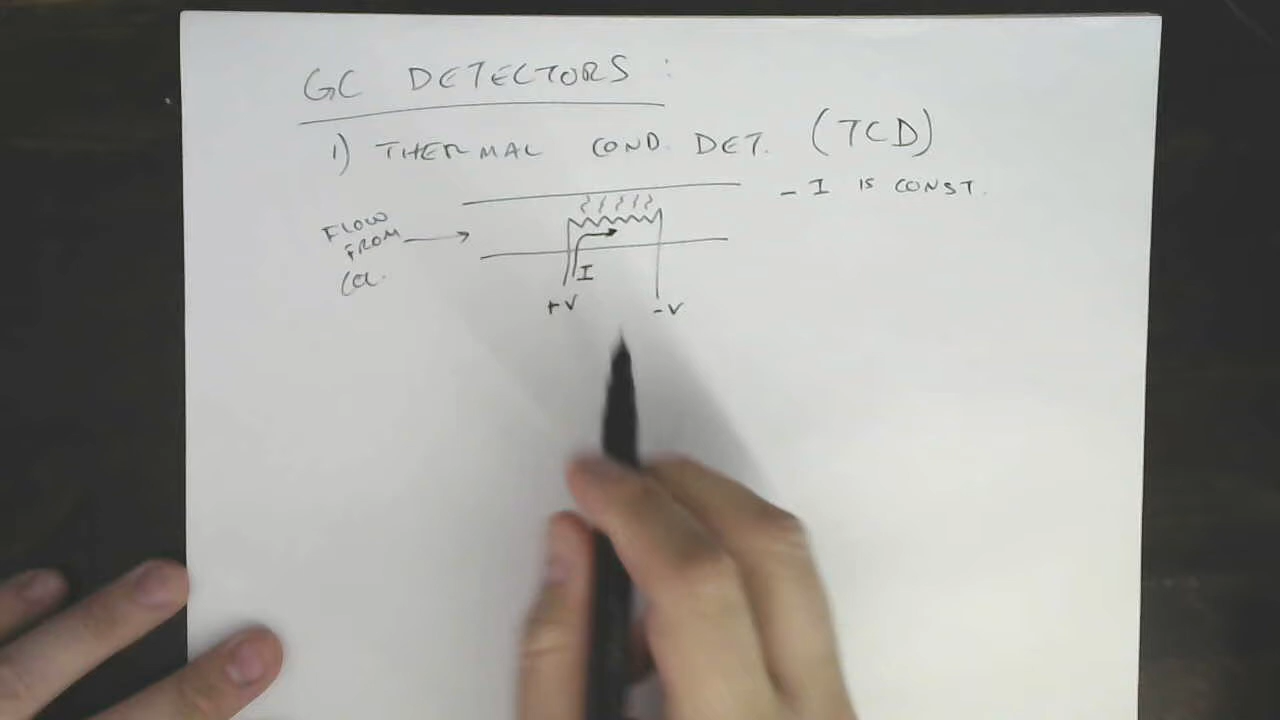 GC DETECTORS :
1) THERMAL COND. DET. (TCD)
- I IS CONST.
FLOW
FROM
COL.
I
+V -V